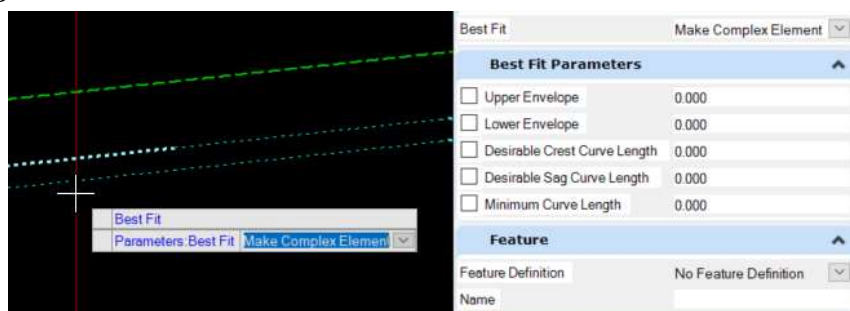 Best Fit Make Complex Element
Best Fit Parameters
Upper Envelope 0.000
Lower Envelope 0.000
Desirable Crest Curve Length 0.000
Desirable Sag Curve Length 0.000
Minimum Curve Length 0.000
Feature
Feature Definition No Feature Definition
Name
Best Fit
Parameters:Best Fit Make Complex Element